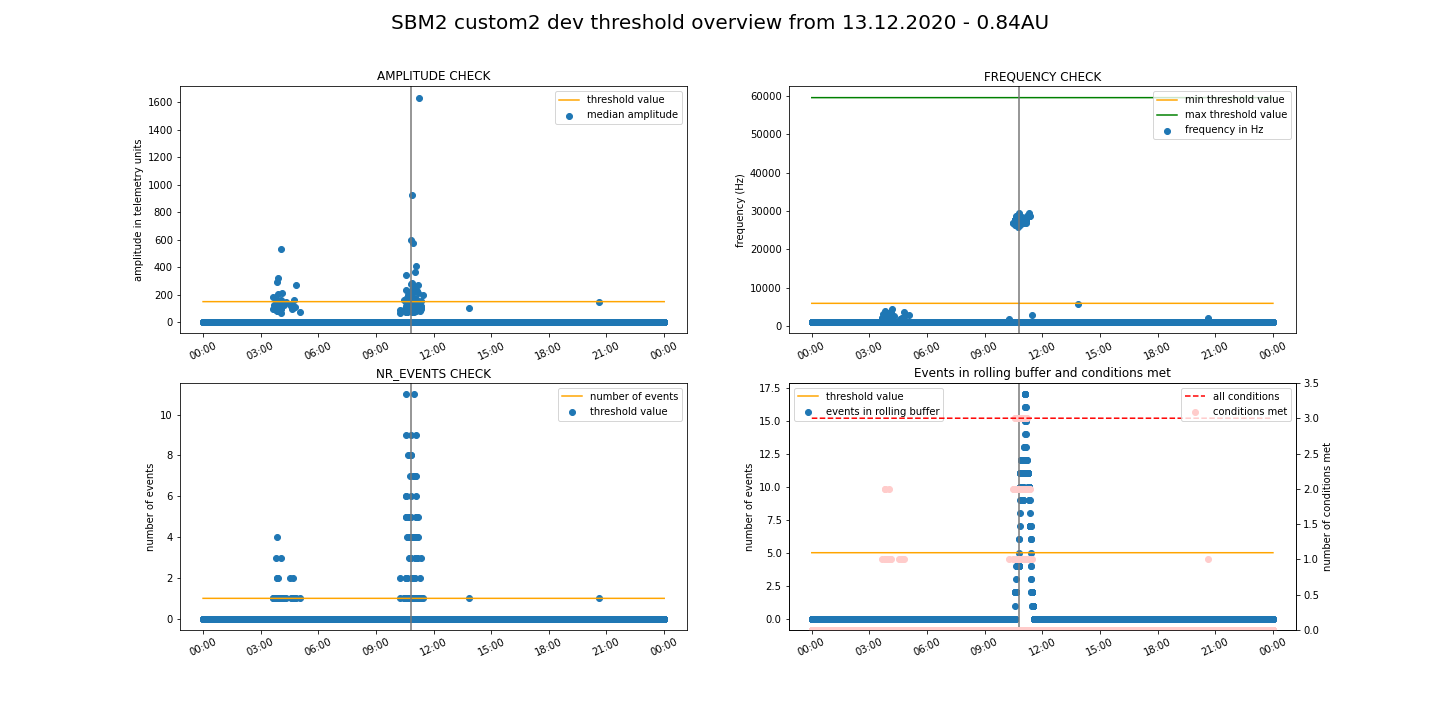 SBM2 custom2 dev threshold overview from 13.12.2020 - 0.84AU
AMPLITUDE CHECK
amplitude in telemetry units
1600
1400
1200
1000
800
600
400
200
0
threshold value
median amplitude
00:00 03:00 06:00 09:00 12:00 15:00 18:00 21:00 00:00
FREQUENCY CHECK
frequency (Hz)
60000
50000
40000
30000
20000
10000
0
min threshold value
max threshold value
frequency in Hz
00:00 03:00 06:00 09:00 12:00 15:00 18:00 21:00 00:00
NR_EVENTS CHECK
number of events
10
8
6
4
2
0
number of events
threshold value
00:00 03:00 06:00 09:00 12:00 15:00 18:00 21:00 00:00
Events in rolling buffer and conditions met
number of events
17.5
15.0
12.5
10.0
7.5
5.0
2.5
0.0
threshold value
events in rolling buffer
all conditions
conditions met
3.5
3.0
2.5
2.0
1.5
1.0
0.5
0.0
number of conditions met
00:00 03:00 06:00 09:00 12:00 15:00 18:00 21:00 00:00